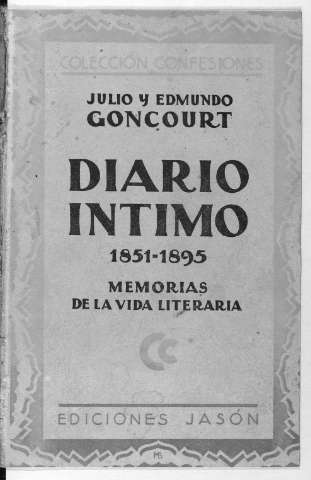 COLECCIÓN CONFESIONES
JULIO Y EDMUNDO
GONCOURT
DIARIO
INTIMO
1851-1895
MEMORIAS
DE LA VIDA LITERARIA
CC
EDICIONES JASÓN